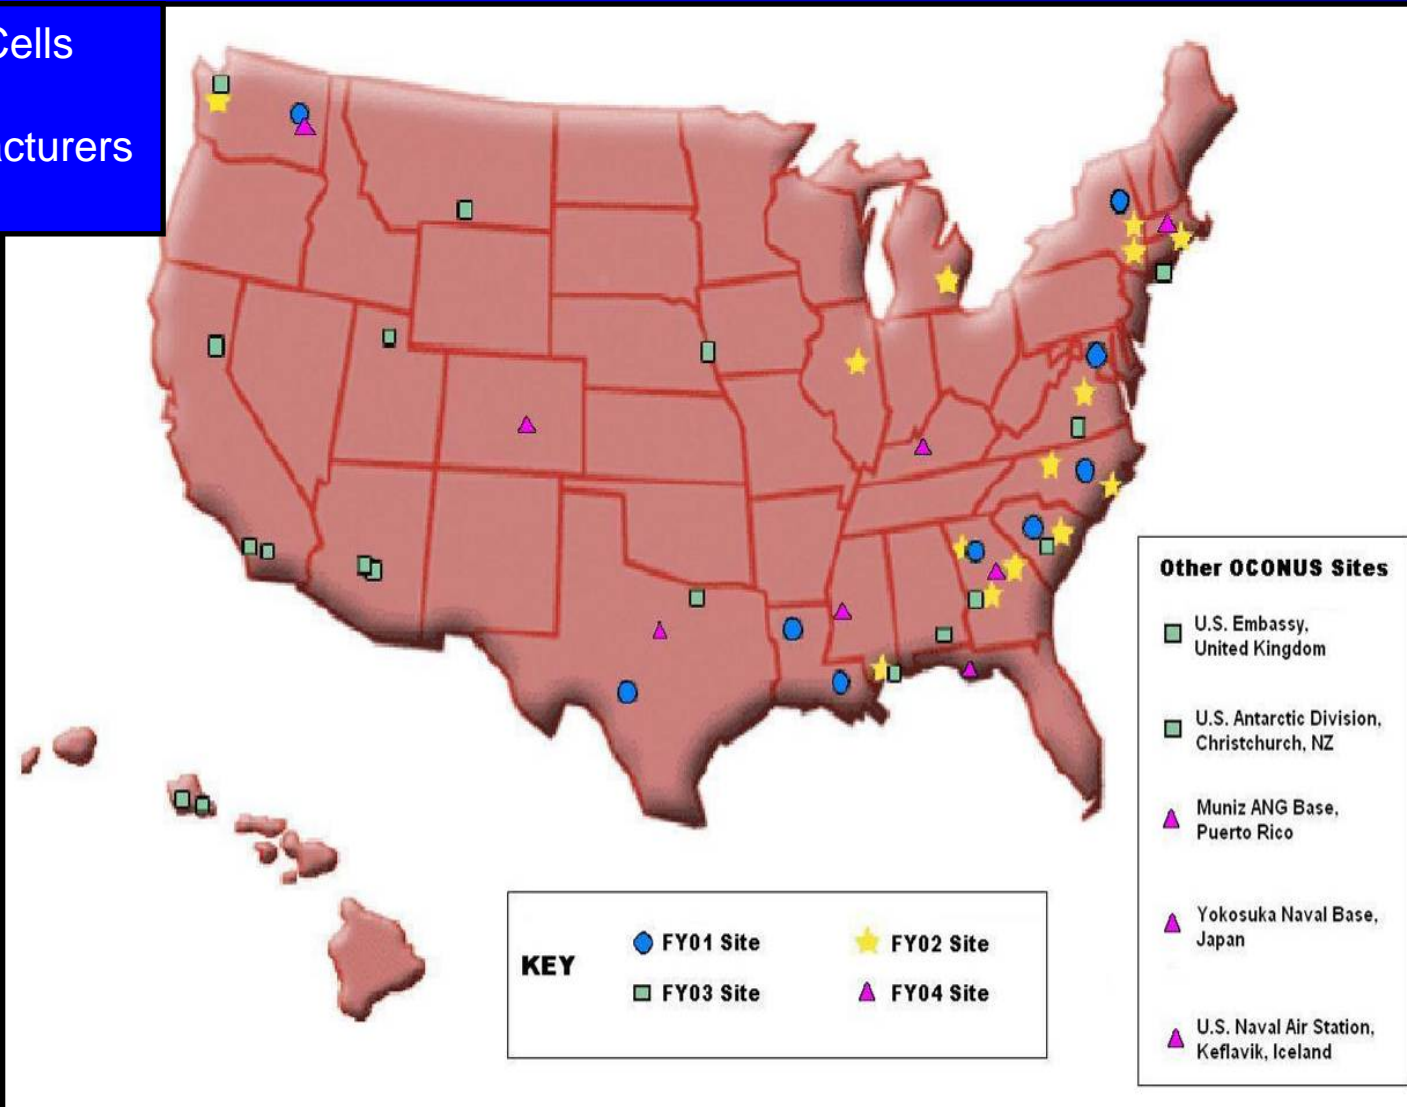 Cells
acturers
Other OCONUS Sites
U.S. Embassy,
United Kingdom
U.S. Antarctic Division,
Christchurch, NZ
Muniz ANG Base,
Puerto Rico
Yokosuka Naval Base,
Japan
U.S. Naval Air Station,
Keflavik, Iceland
KEY
FY01 Site
FY02 Site
FY03 Site
FY04 Site